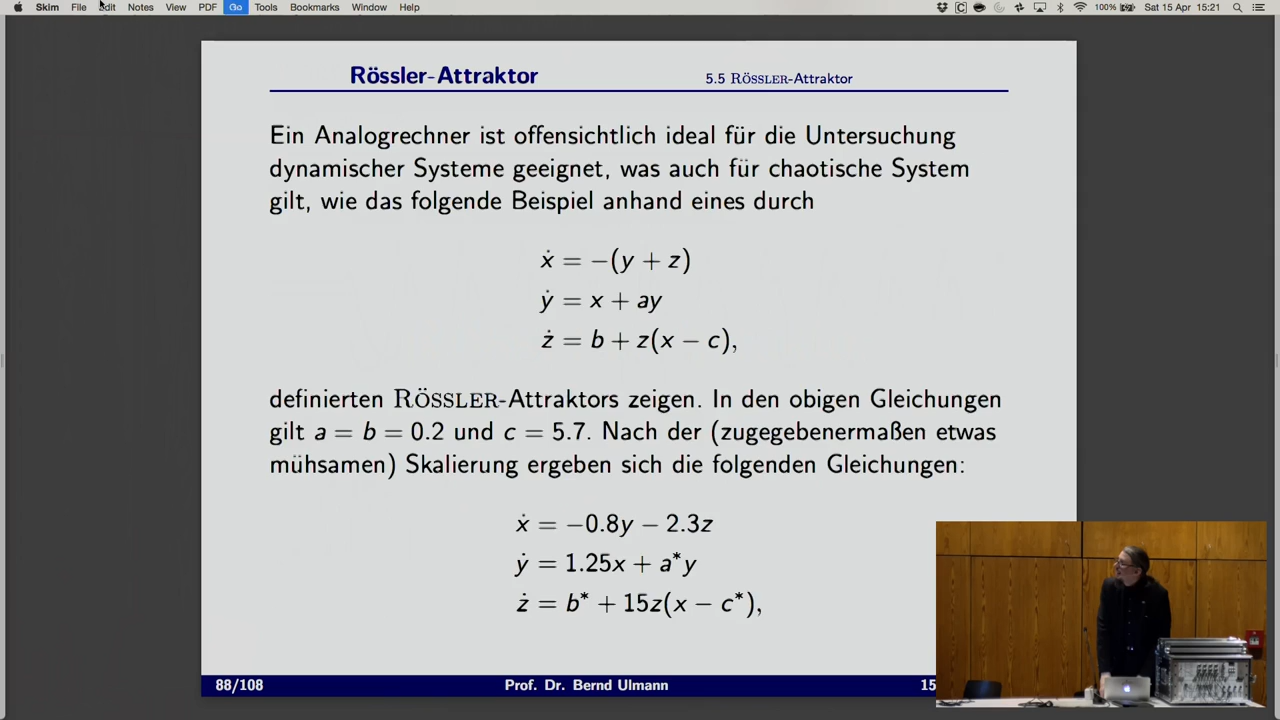 Skim File Edit Notes View PDF Go Tools Bookmarks Window Help 100% Sat 15 Apr 15:21
Rössler-Attraktor 5.5 RÖSSLER-Attraktor
Ein Analogrechner ist offensichtlich ideal für die Untersuchung
dynamischer Systeme geeignet, was auch für chaotische System
gilt, wie das folgende Beispiel anhand eines durch
ẋ = −(y + z)
ẏ = x + ay
ż = b + z(x − c),
definierten RÖSSLER-Attraktors zeigen. In den obigen Gleichungen
gilt a = b = 0.2 und c = 5.7. Nach der (zugegebenermaßen etwas
mühsamen) Skalierung ergeben sich die folgenden Gleichungen:
ẋ = −0.8y − 2.3z
ẏ = 1.25x + a*y
ż = b* + 15z(x − c*),
88/108 Prof. Dr. Bernd Ulmann 15